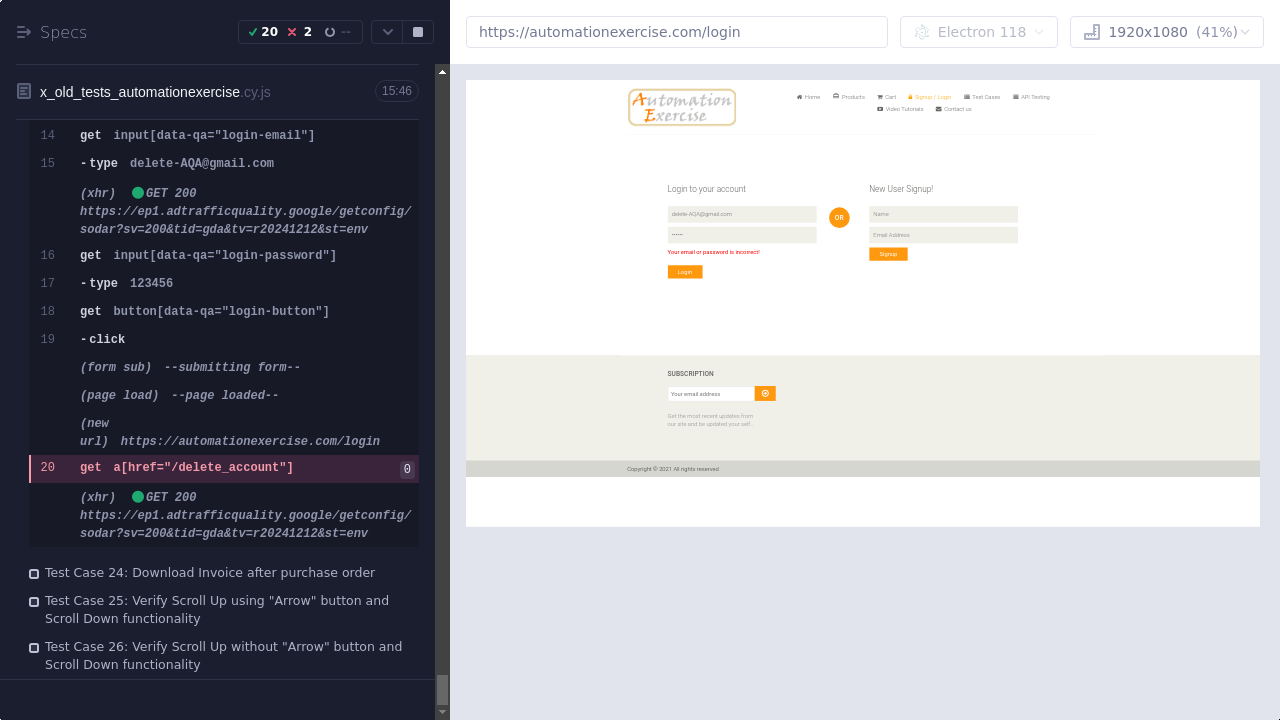 Specs
20
2
--
x_old_tests_automationexercise.cy.js
15:46
14 get input[data-qa="login-email"]
15 -type delete-AQA@gmail.com
(xhr) GET 200
https://ep1.adtrafficquality.google/getconfig/
sodar?sv=200&tid=gda&tv=r20241212&st=env
16 get input[data-qa="login-password"]
17 -type 123456
18 get button[data-qa="login-button"]
19 -click
(form sub) --submitting form--
(page load) --page loaded--
(new
url) https://automationexercise.com/login
20 get a[href="/delete_account"] 0
(xhr) GET 200
https://ep1.adtrafficquality.google/getconfig/
sodar?sv=200&tid=gda&tv=r20241212&st=env
Test Case 24: Download Invoice after purchase order
Test Case 25: Verify Scroll Up using "Arrow" button and
Scroll Down functionality
Test Case 26: Verify Scroll Up without "Arrow" button and
Scroll Down functionality
https://automationexercise.com/login
Electron 118
1920x1080 (41%)
Automation
Exercise
Home Products Cart Signup / Login Test Cases API Testing
Video Tutorials Contact us
Login to your account
delete-AQA@gmail.com
••••••
Your email or password is incorrect!
Login
OR
New User Signup!
Name
Email Address
Signup
SUBSCRIPTION
Your email address
Get the most recent updates from
our site and be updated your self...
Copyright © 2021 All rights reserved